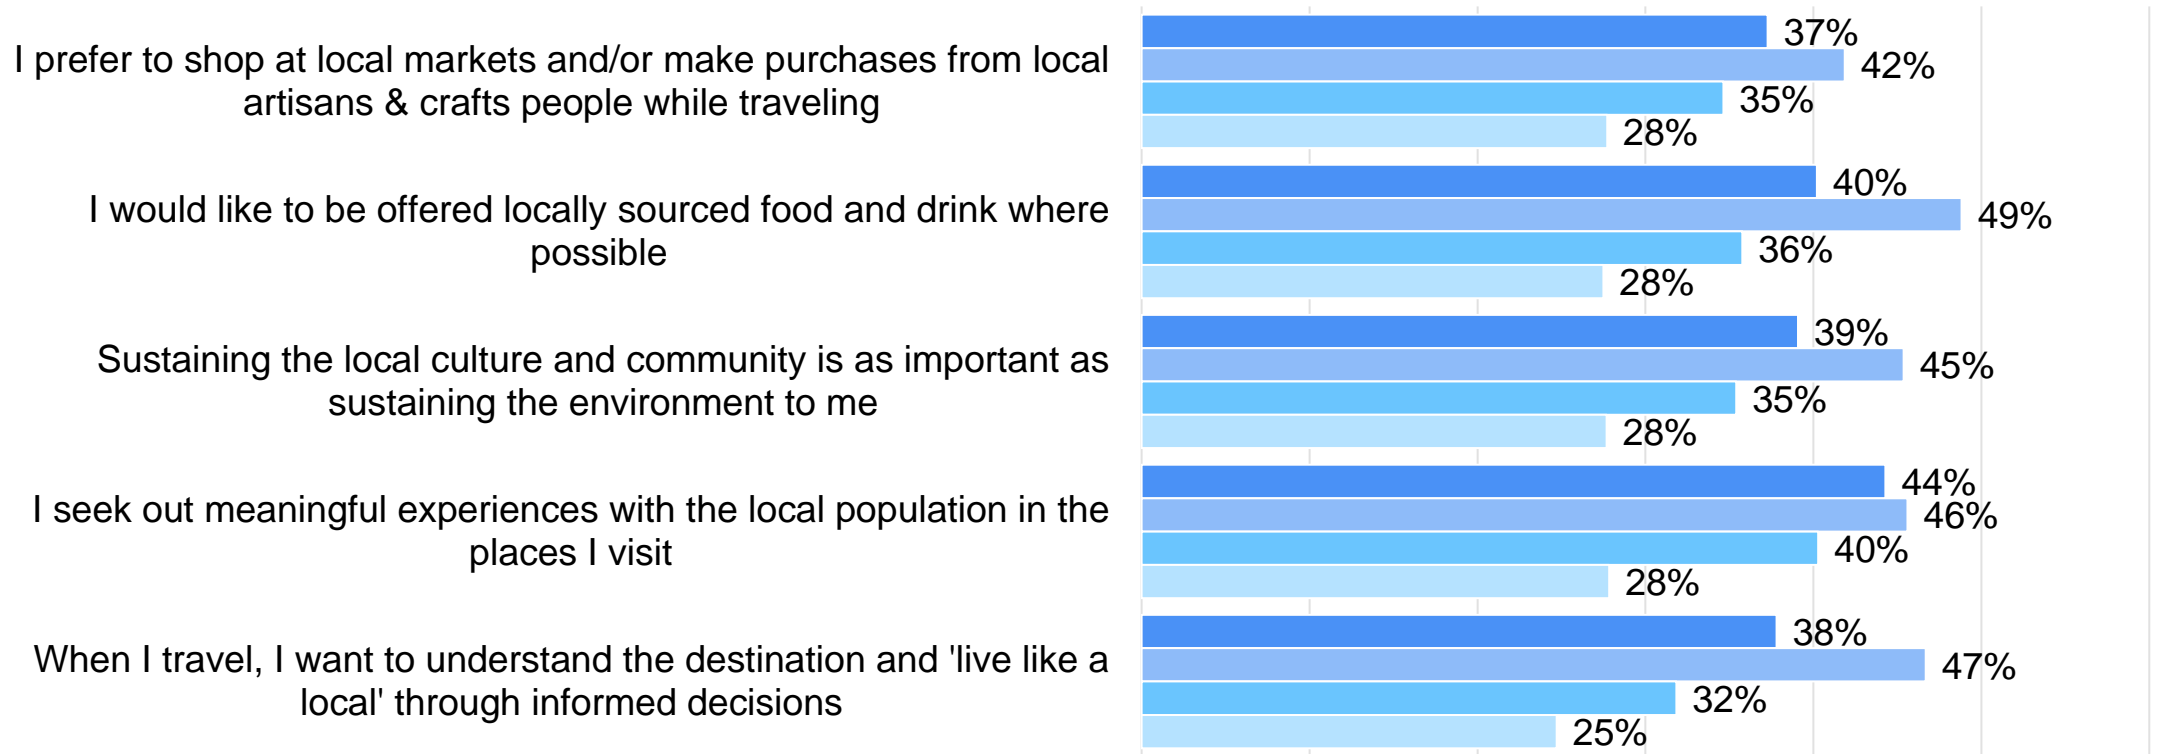 I prefer to shop at local markets and/or make purchases from local
artisans & crafts people while traveling
37%
42%
35%
28%
I would like to be offered locally sourced food and drink where
possible
40%
49%
36%
28%
Sustaining the local culture and community is as important as
sustaining the environment to me
39%
45%
35%
28%
I seek out meaningful experiences with the local population in the
places I visit
44%
46%
40%
28%
When I travel, I want to understand the destination and 'live like a
local' through informed decisions
38%
47%
32%
25%